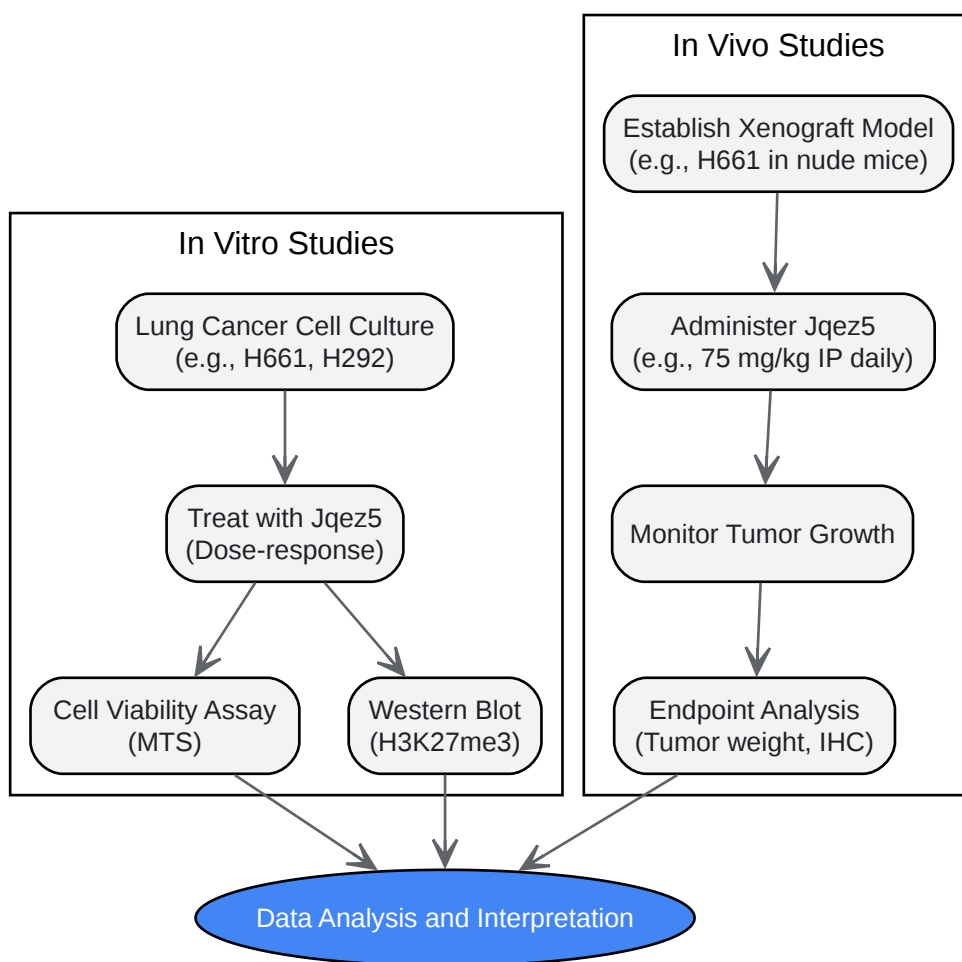 In Vitro Studies
Lung Cancer Cell Culture
(e.g., H661, H292)
Treat with Jqez5
(Dose-response)
Cell Viability Assay
(MTS)
Western Blot
(H3K27me3)
In Vivo Studies
Establish Xenograft Model
(e.g., H661 in nude mice)
Administer Jqez5
(e.g., 75 mg/kg IP daily)
Monitor Tumor Growth
Endpoint Analysis
(Tumor weight, IHC)
Data Analysis and Interpretation